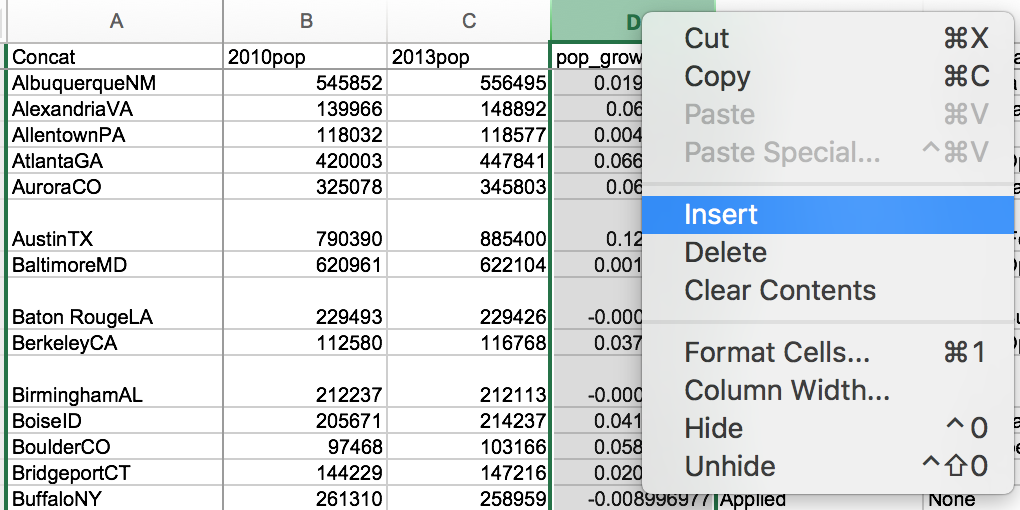 A B C D
Concat 2010pop 2013pop pop_grow
AlbuquerqueNM 545852 556495 0.019
AlexandriaVA 139966 148892 0.06
AllentownPA 118032 118577 0.004
AtlantaGA 420003 447841 0.066
AuroraCO 325078 345803 0.06
AustinTX 790390 885400 0.12
BaltimoreMD 620961 622104 0.001
Baton RougeLA 229493 229426 -0.000
BerkeleyCA 112580 116768 0.037
BirminghamAL 212237 212113 -0.000
BoiseID 205671 214237 0.041
BoulderCO 97468 103166 0.058
BridgeportCT 144229 147216 0.020
BuffaloNY 261310 258959 -0.008996977 Applied None
Cut ⌘X
Copy ⌘C
Paste ⌘V
Paste Special... ^⌘V
Insert
Delete
Clear Contents
Format Cells... ⌘1
Column Width...
Hide ^0
Unhide ^⇧0